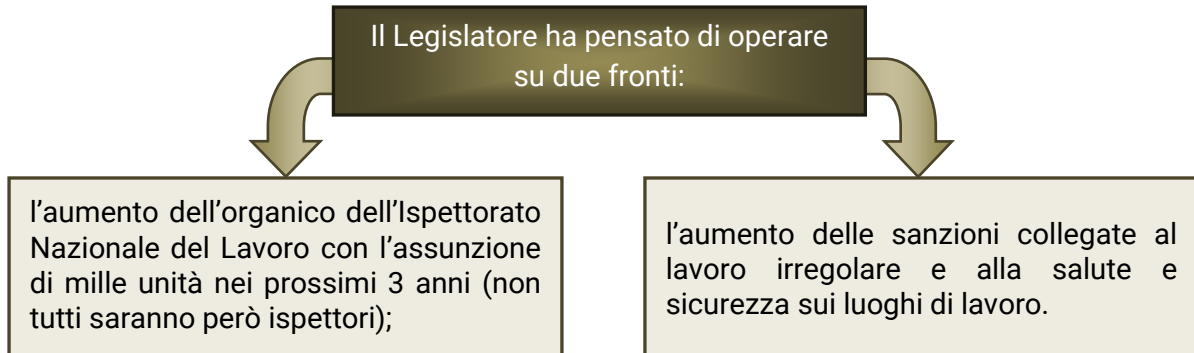 Il Legislatore ha pensato di operare
su due fronti:
l’aumento dell’organico dell’Ispettorato
Nazionale del Lavoro con l’assunzione
di mille unità nei prossimi 3 anni (non
tutti saranno però ispettori);
l’aumento delle sanzioni collegate al
lavoro irregolare e alla salute e
sicurezza sui luoghi di lavoro.